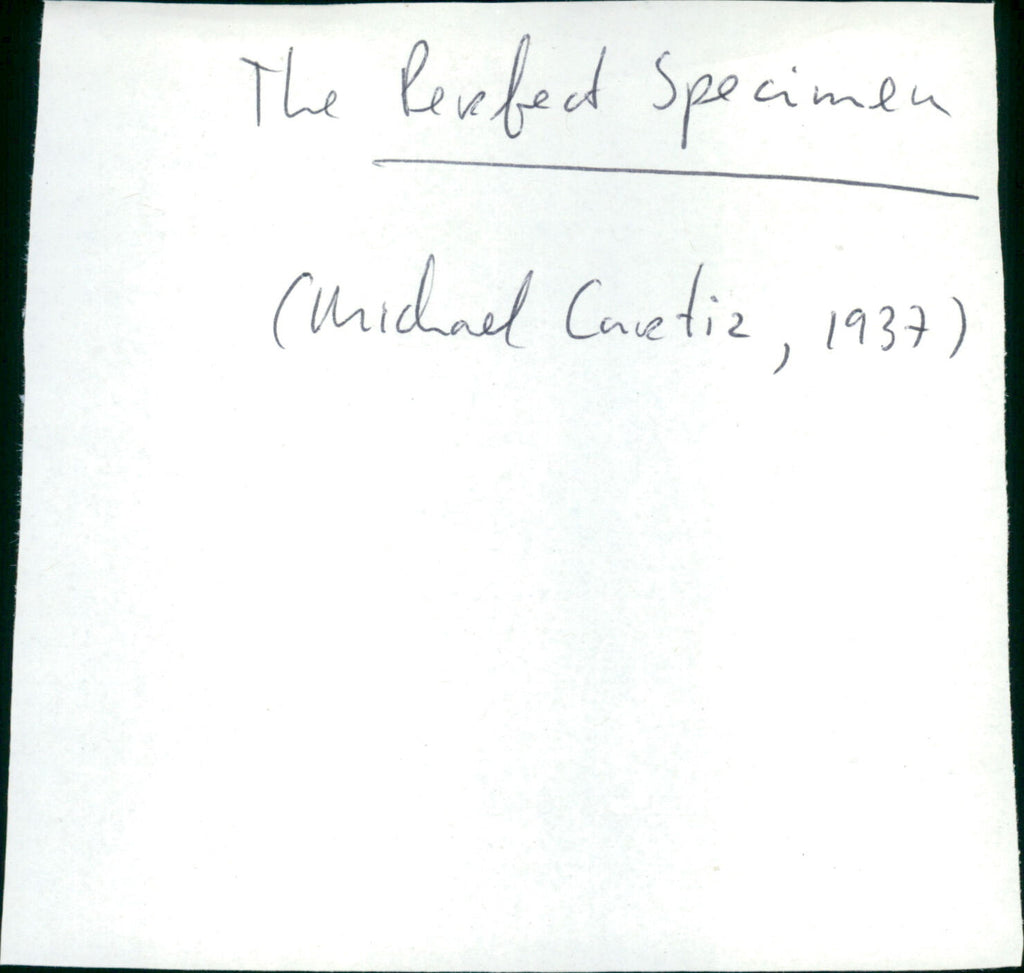 The Perfect Specimen
(Michael Curtiz, 1937)